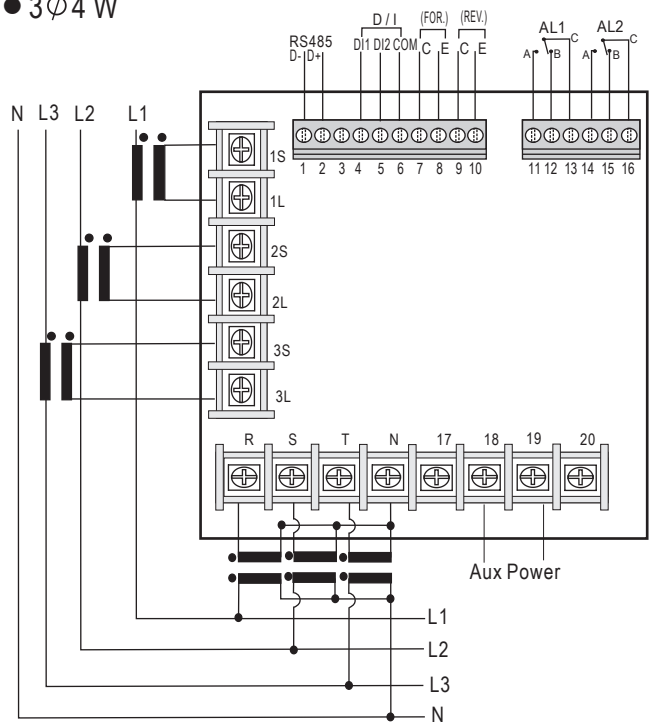 ● 3∅4 W
D / I (FOR.) (REV.) AL1 AL2
RS485 DI1 DI2 COM C E C E C C
D- D+ A B A B
N L3 L2 L1
1 2 3 4 5 6 7 8 9 10 11 12 13 14 15 16
1S
1L
2S
2L
3S
3L
R S T N 17 18 19 20
Aux Power
L1
L2
L3
N